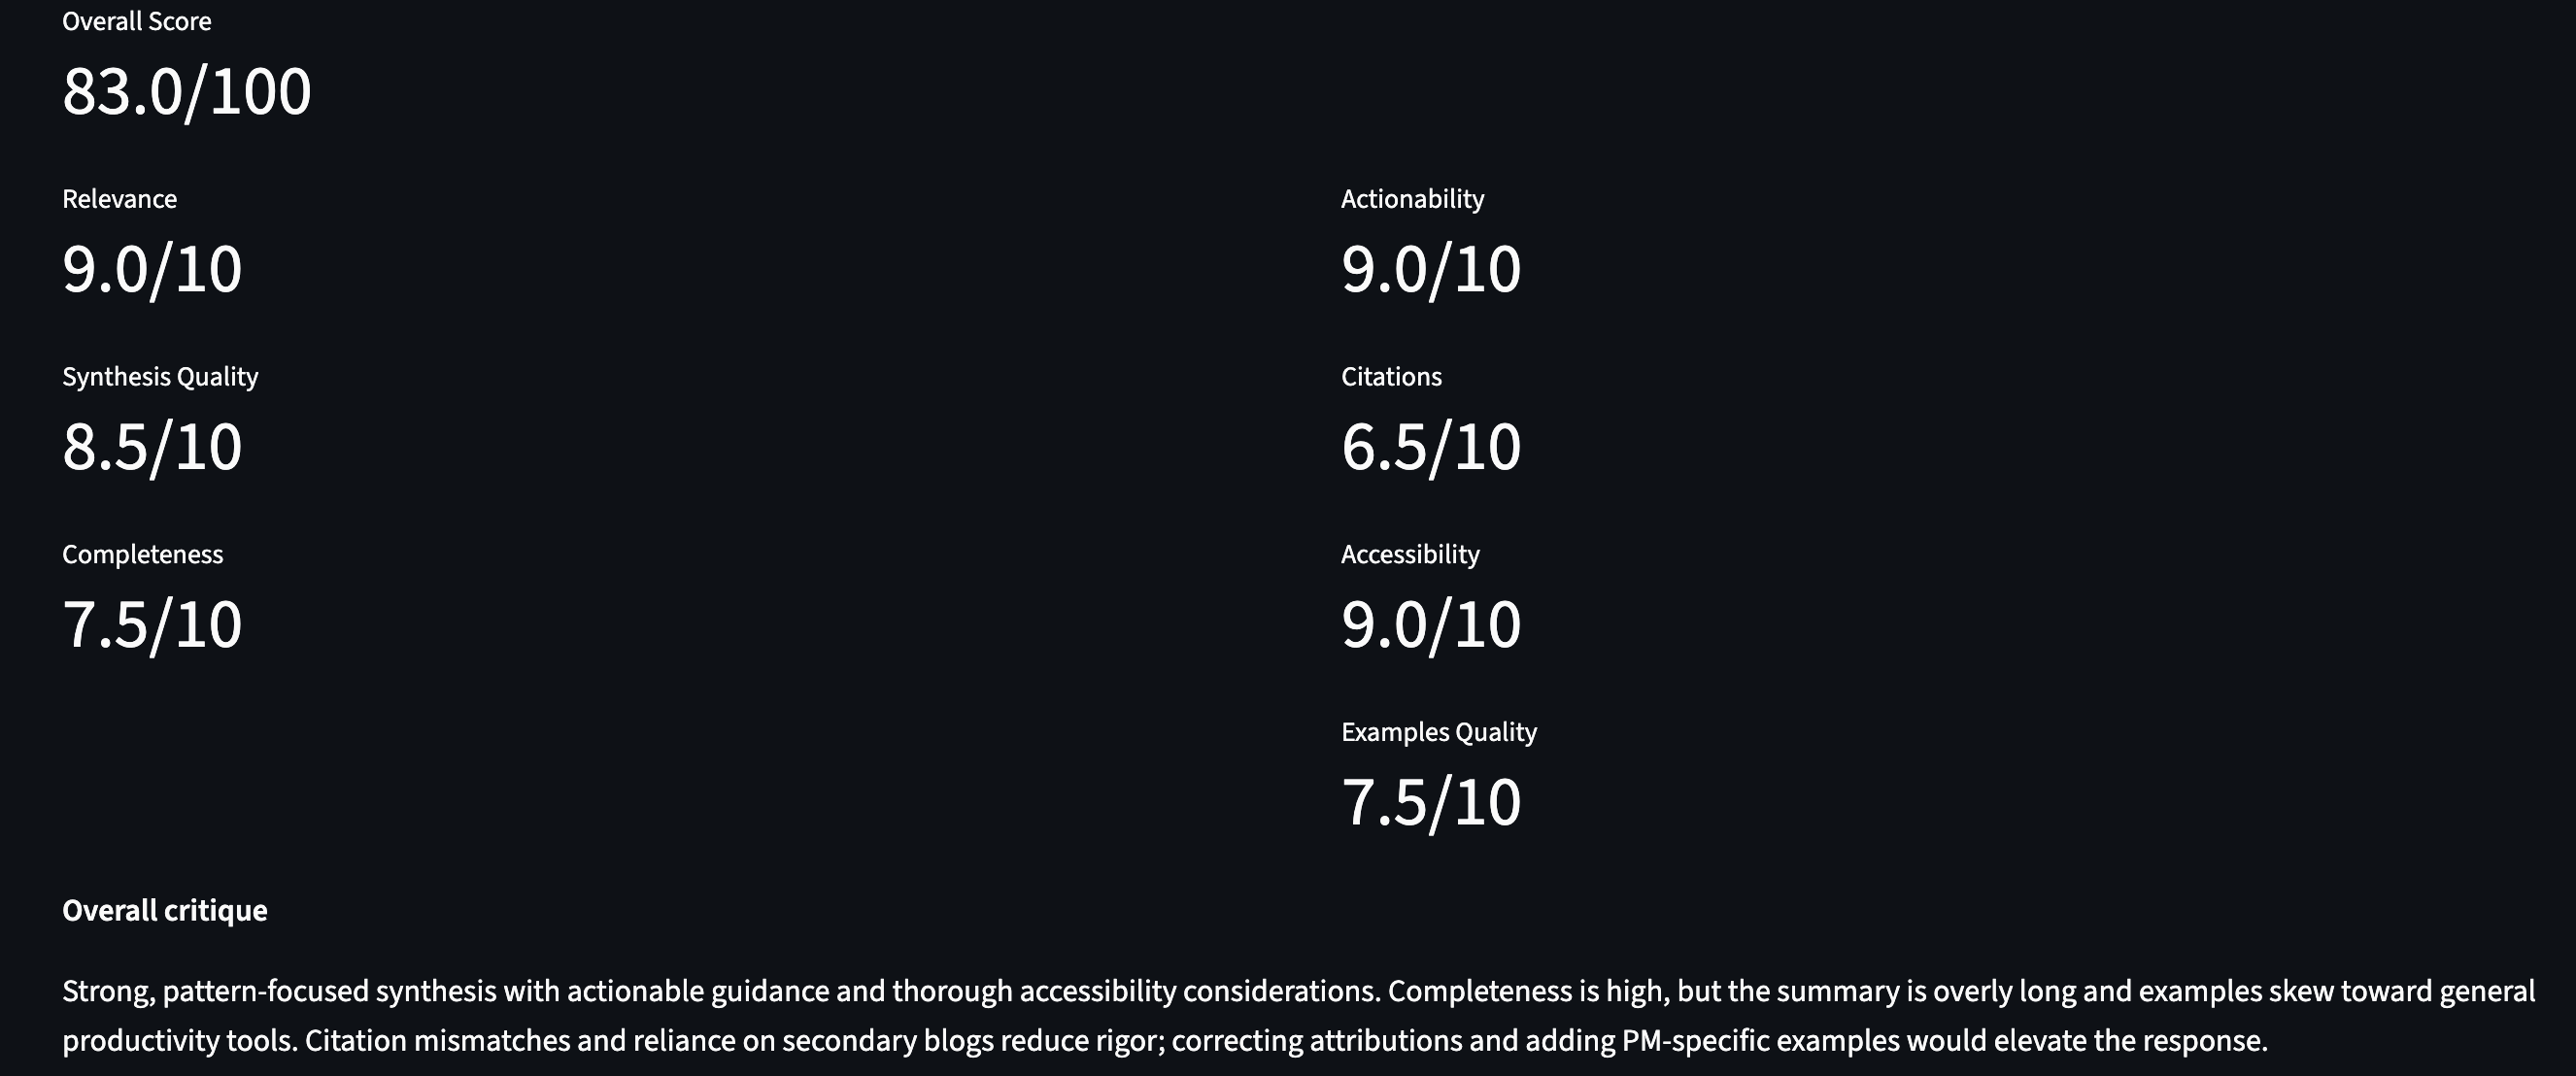 Overall Score
83.0/100
Relevance
9.0/10
Actionability
9.0/10
Synthesis Quality
8.5/10
Citations
6.5/10
Completeness
7.5/10
Accessibility
9.0/10
Examples Quality
7.5/10
Overall critique
Strong, pattern-focused synthesis with actionable guidance and thorough accessibility considerations. Completeness is high, but the summary is overly long and examples skew toward general
productivity tools. Citation mismatches and reliance on secondary blogs reduce rigor; correcting attributions and adding PM-specific examples would elevate the response.